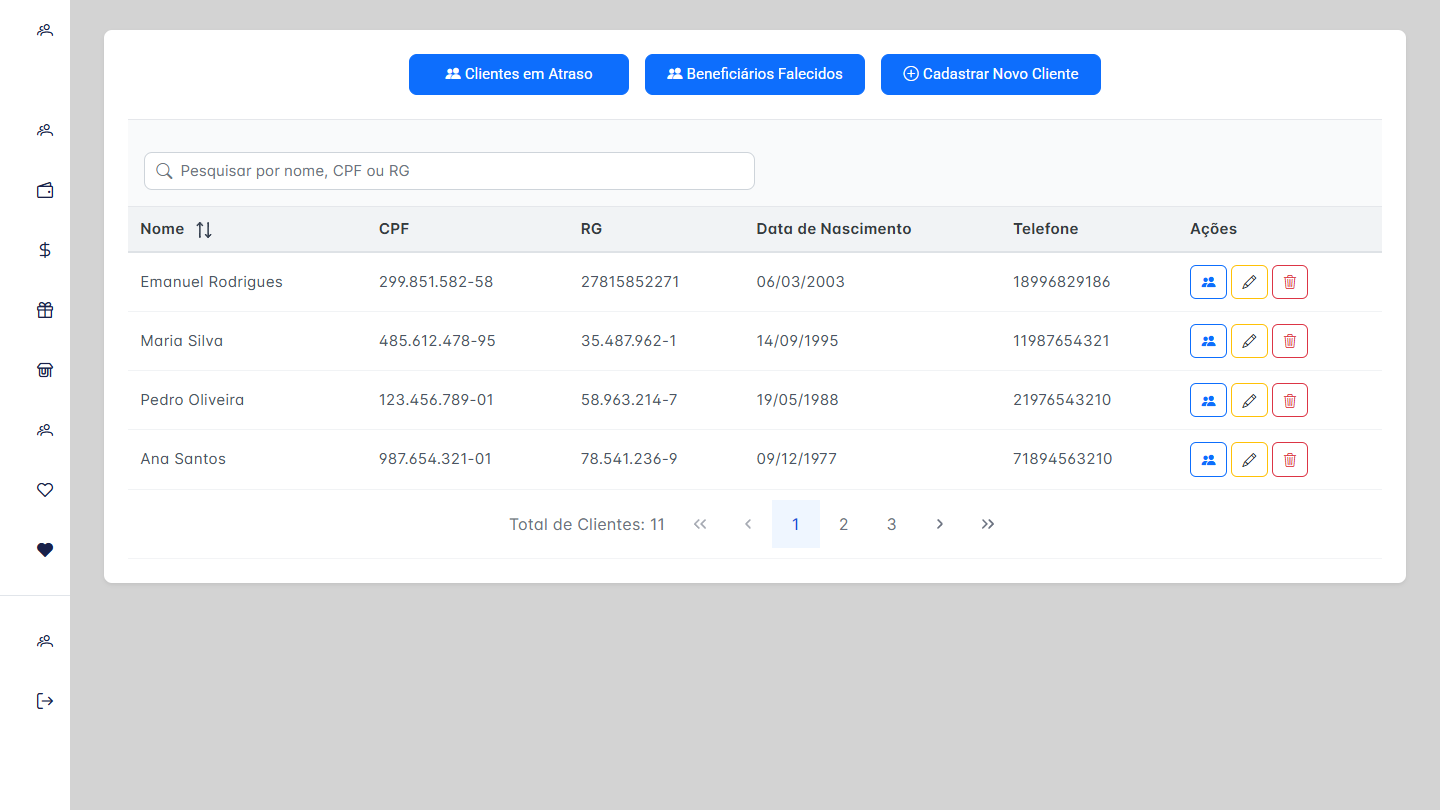 Clientes em Atraso Beneficiários Falecidos Cadastrar Novo Cliente
Pesquisar por nome, CPF ou RG
Nome CPF RG Data de Nascimento Telefone Ações
Emanuel Rodrigues 299.851.582-58 27815852271 06/03/2003 18996829186
Maria Silva 485.612.478-95 35.487.962-1 14/09/1995 11987654321
Pedro Oliveira 123.456.789-01 58.963.214-7 19/05/1988 21976543210
Ana Santos 987.654.321-01 78.541.236-9 09/12/1977 71894563210
Total de Clientes: 11 1 2 3